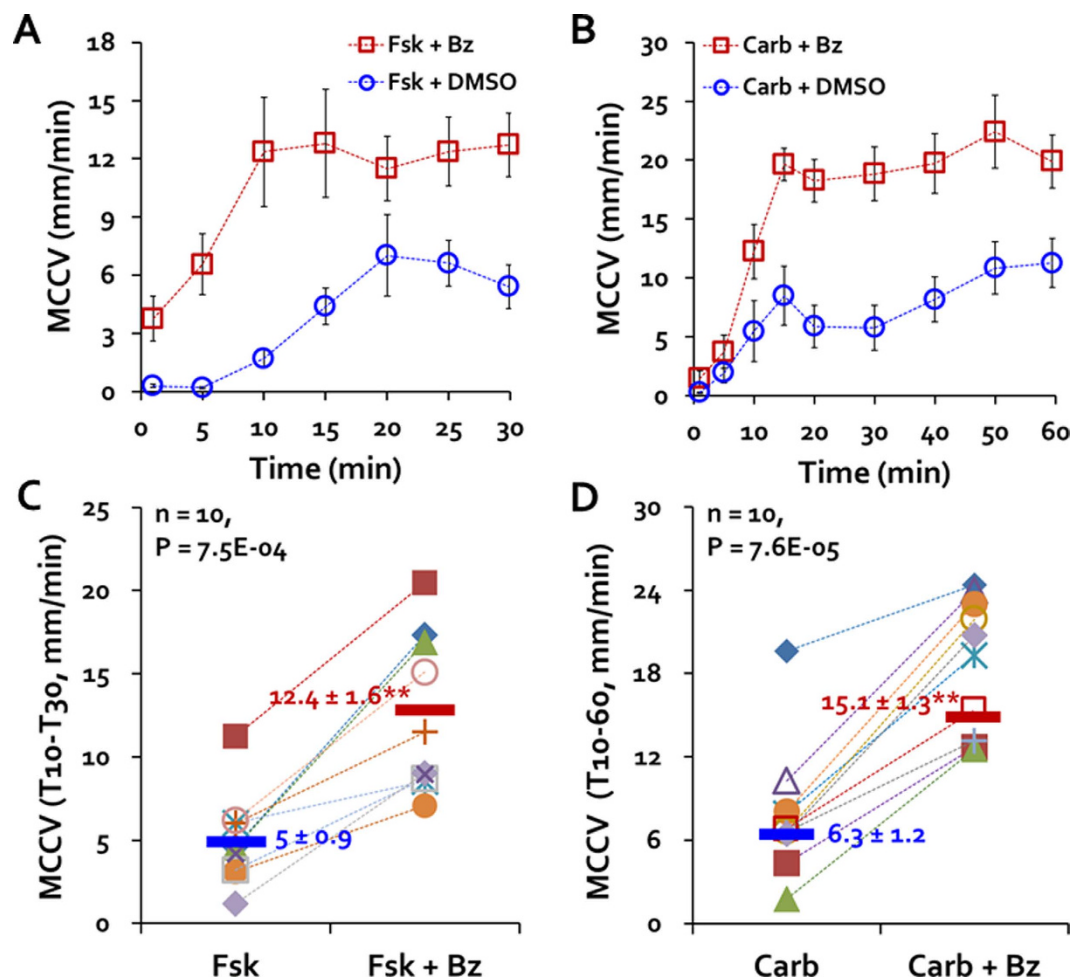 A
Fsk + Bz
Fsk + DMSO
MCCV (mm/min)
18
15
12
9
6
3
0
0 5 10 15 20 25 30
Time (min)
B
Carb + Bz
Carb + DMSO
MCCV (mm/min)
30
25
20
15
10
5
0
0 10 20 30 40 50 60
Time (min)
C
n = 10,
P = 7.5E-04
MCCV (T10-T30, mm/min)
25
20
15
10
5
0
12.4 ± 1.6**
5 ± 0.9
Fsk Fsk + Bz
D
n = 10,
P = 7.6E-05
MCCV (T10-60, mm/min)
30
24
18
12
6
0
15.1 ± 1.3**
6.3 ± 1.2
Carb Carb + Bz